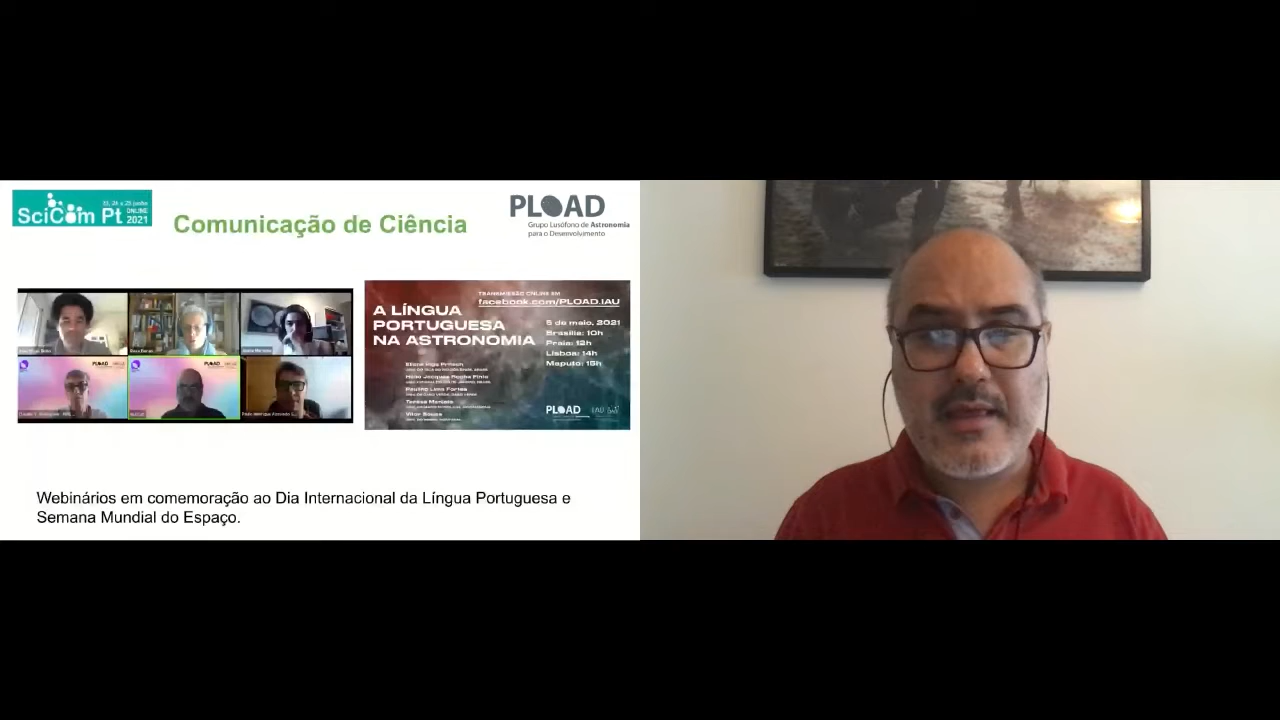 23, 24 e 25 junho
SciCom Pt
ONLINE
2021
Comunicação de Ciência
PLOAD
Grupo Lusófono de Astronomia
para o Desenvolvimento
TRANSMISSÃO ONLINE EM
facebook.com/PLOAD.IAU
A LÍNGUA
PORTUGUESA
NA ASTRONOMIA
5 de maio, 2021
Brasília: 10h
Praia: 12h
Lisboa: 14h
Maputo: 15h
PLOAD
PLOAD
PLOAD
Webinários em comemoração ao Dia Internacional da Língua Portuguesa e
Semana Mundial do Espaço.